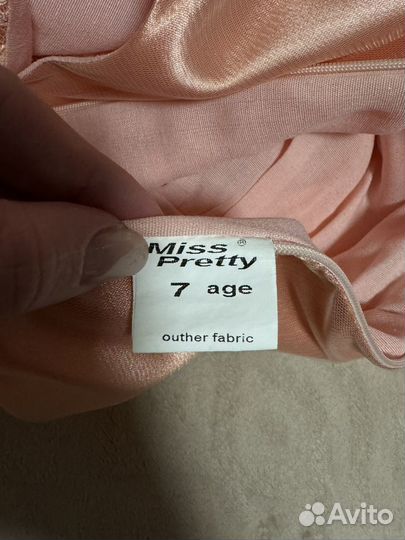 Miss ®
Pretty
7 age
outher fabric
Avito